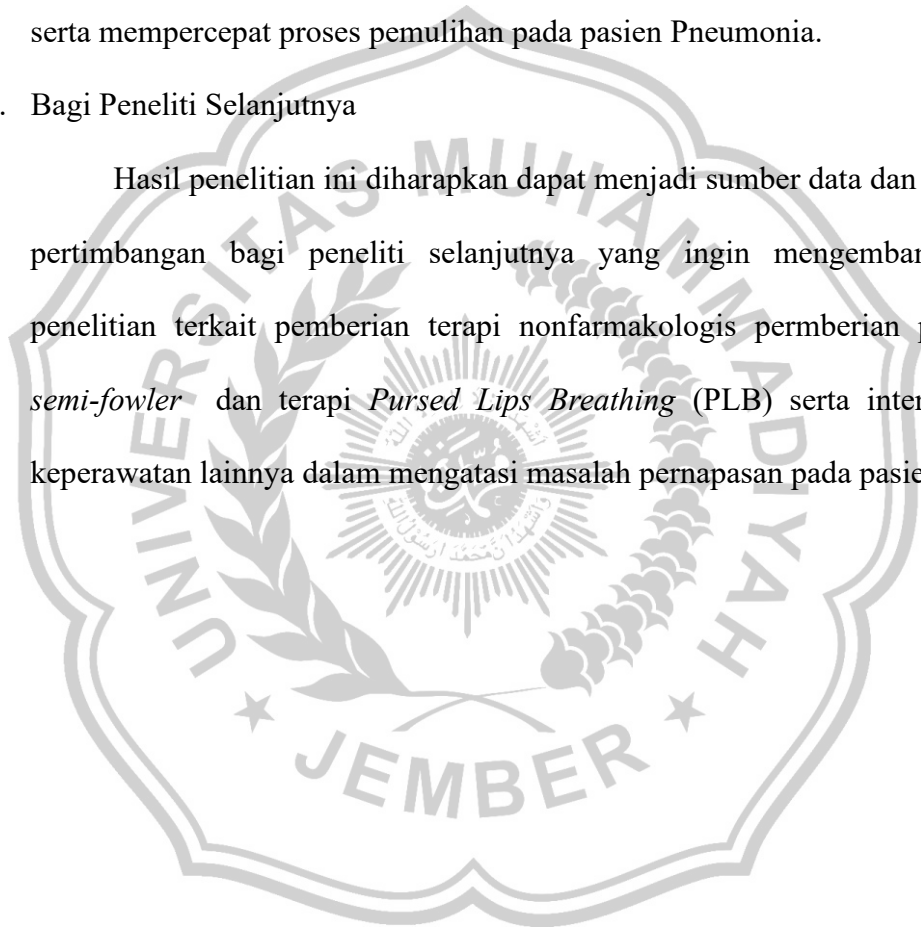 serta mempercepat proses pemulihan pada pasien Pneumonia.
. Bagi Peneliti Selanjutnya
Hasil penelitian ini diharapkan dapat menjadi sumber data dan
pertimbangan bagi peneliti selanjutnya yang ingin mengembar
penelitian terkait pemberian terapi nonfarmakologis permberian p
semi-fowler dan terapi Pursed Lips Breathing (PLB) serta inter
keperawatan lainnya dalam mengatasi masalah pernapasan pada pasie
UNIVERSITAS MUHAMMADIYAH
JEMBER